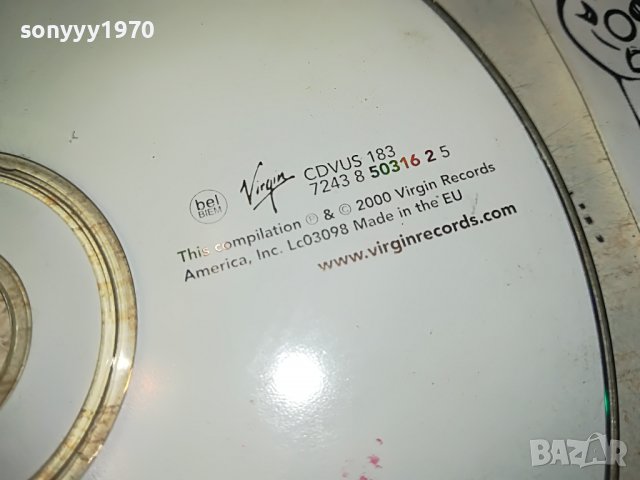 sonyyy1970
bel
BIEM
Virgin
CDVUS 183
7243 8 50316 2 5
This compilation ℗ & © 2000 Virgin Records
America, Inc. Lc03098 Made in the EU
www.virginrecords.com
BAZAR